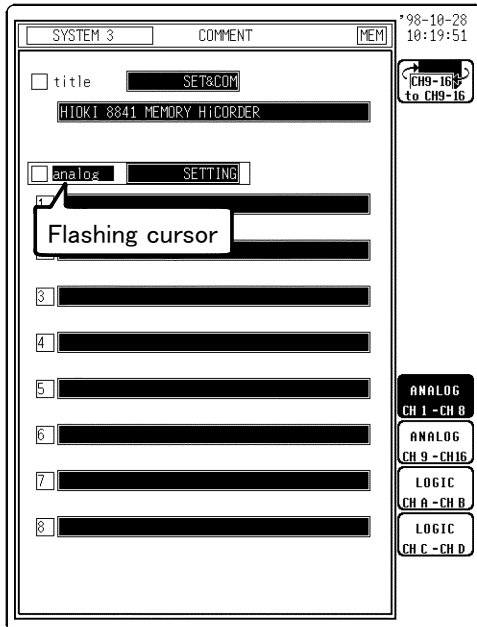 '98-10-28
SYSTEM 3 COMMENT MEM 10:19:51
title SET&COM
HIOKI 8841 MEMORY HiCORDER
CH9-16
to CH9-16
analog SETTING
Flashing cursor
3
4
5
6
7
8
ANALOG
CH 1 -CH 8
ANALOG
CH 9 -CH16
LOGIC
CH A -CH B
LOGIC
CH C -CH D